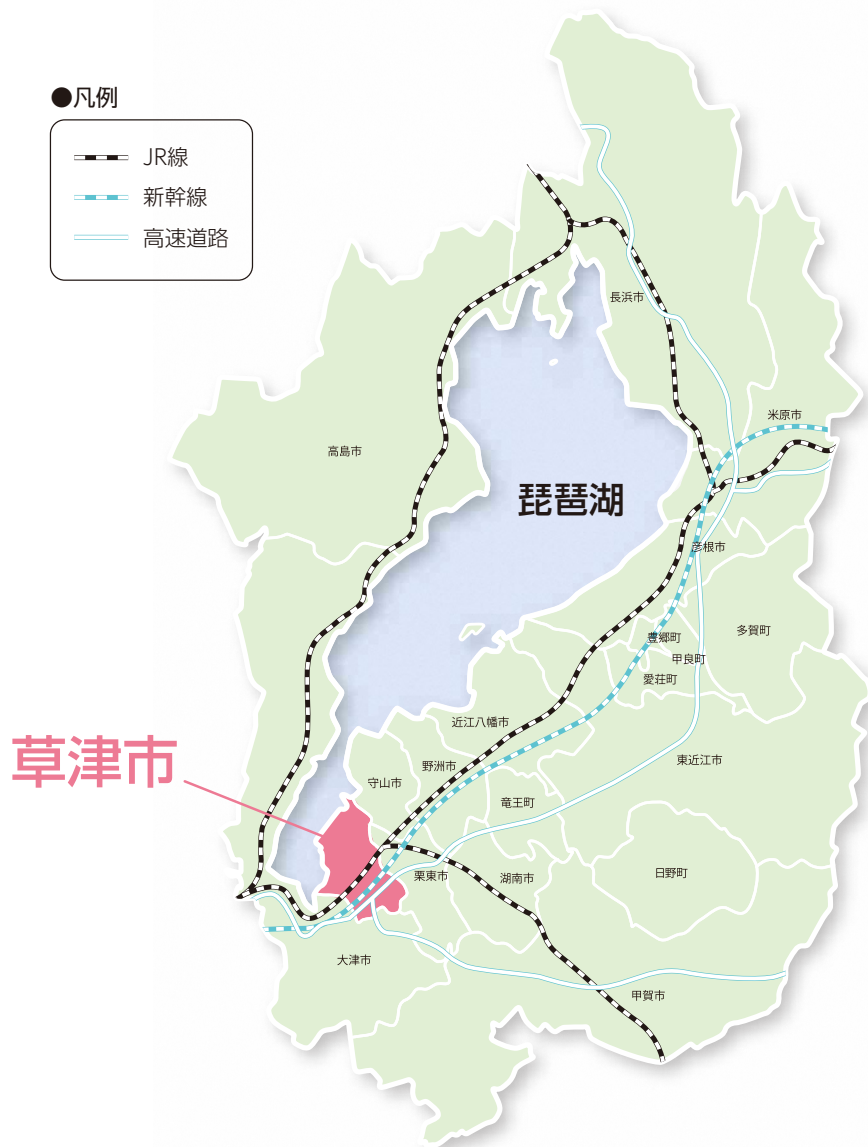 ●凡例
JR線
新幹線
高速道路
長浜市
米原市
高島市
琵琶湖
彦根市
多賀町
豊郷町
甲良町
愛荘町
近江八幡市
草津市
野洲市
東近江市
守山市
竜王町
栗東市
湖南市
日野町
大津市
甲賀市